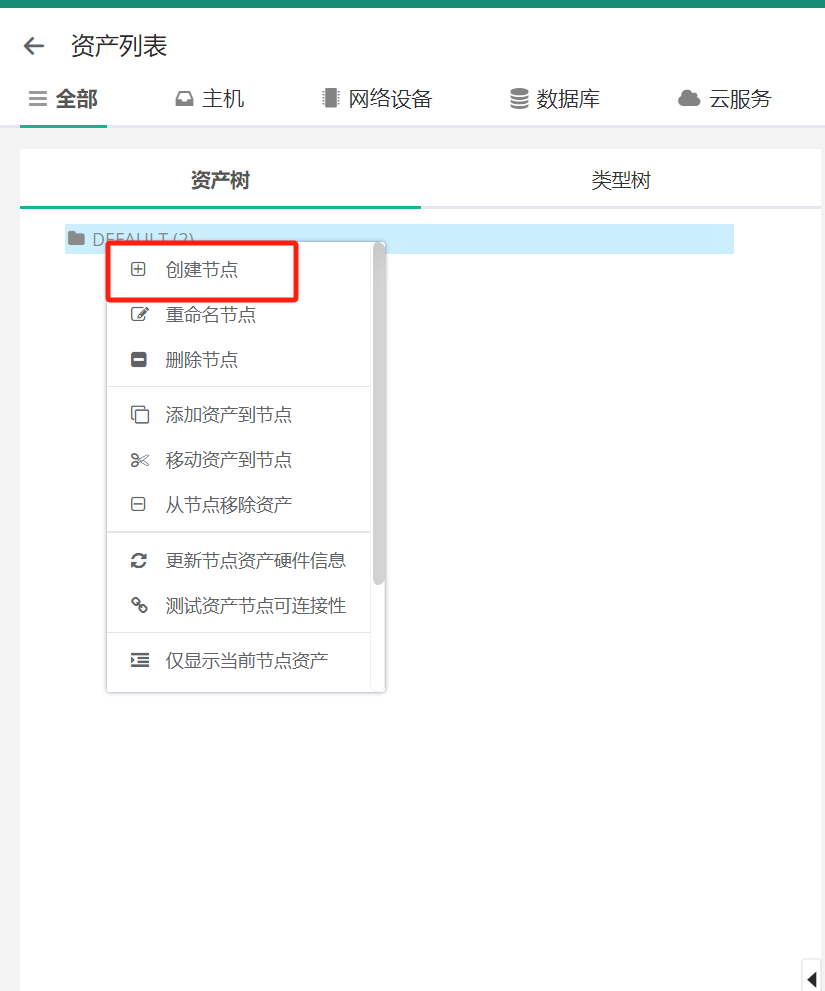 资产列表
全部 主机 网络设备 数据库 云服务
资产树 类型树
DEFAULT (2)
创建节点
重命名节点
删除节点
添加资产到节点
移动资产到节点
从节点移除资产
更新节点资产硬件信息
测试资产节点可连接性
仅显示当前节点资产